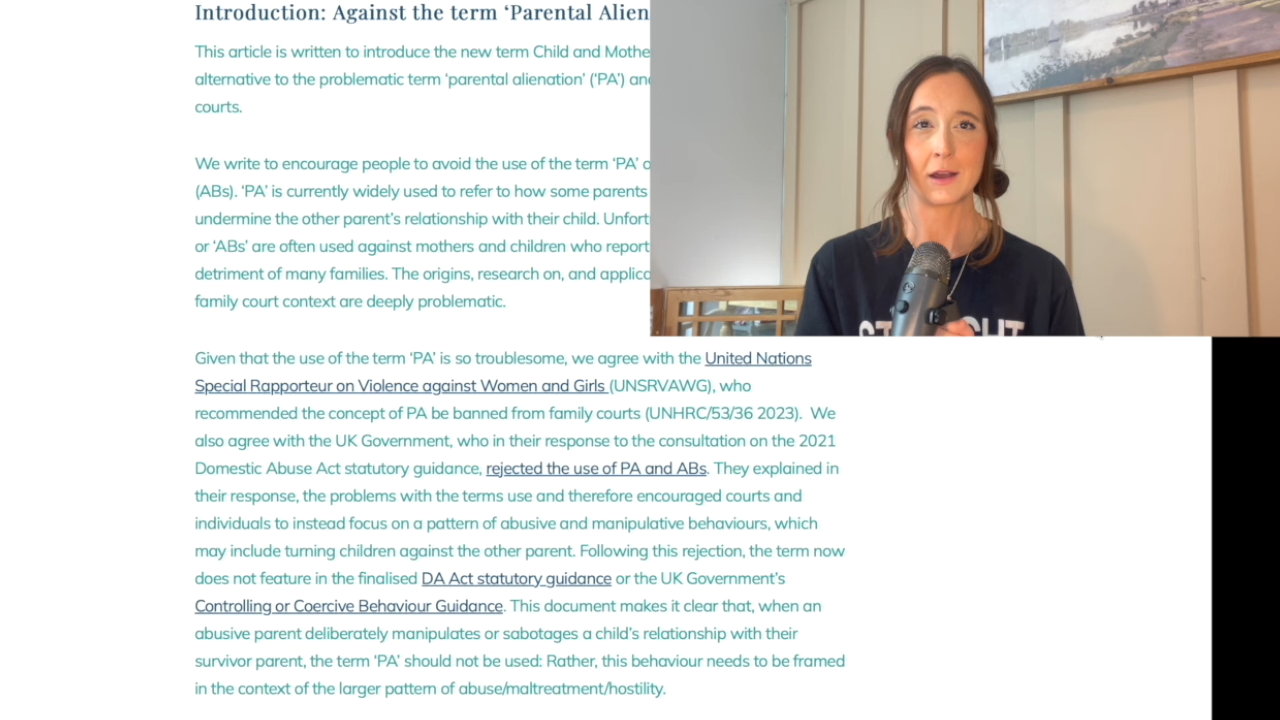 Introduction: Against the term ‘Parental Alien
This article is written to introduce the new term Child and Mothe
alternative to the problematic term ‘parental alienation’ (‘PA’) and
courts.
We write to encourage people to avoid the use of the term ‘PA’ o
(ABs). ‘PA’ is currently widely used to refer to how some parents
undermine the other parent’s relationship with their child. Unfort
or ‘ABs’ are often used against mothers and children who report
detriment of many families. The origins, research on, and applica
family court context are deeply problematic.
Given that the use of the term ‘PA’ is so troublesome, we agree with the United Nations
Special Rapporteur on Violence against Women and Girls (UNSRVAWG), who
recommended the concept of PA be banned from family courts (UNHRC/53/36 2023). We
also agree with the UK Government, who in their response to the consultation on the 2021
Domestic Abuse Act statutory guidance, rejected the use of PA and ABs. They explained in
their response, the problems with the terms use and therefore encouraged courts and
individuals to instead focus on a pattern of abusive and manipulative behaviours, which
may include turning children against the other parent. Following this rejection, the term now
does not feature in the finalised DA Act statutory guidance or the UK Government’s
Controlling or Coercive Behaviour Guidance. This document makes it clear that, when an
abusive parent deliberately manipulates or sabotages a child’s relationship with their
survivor parent, the term ‘PA’ should not be used: Rather, this behaviour needs to be framed
in the context of the larger pattern of abuse/maltreatment/hostility.